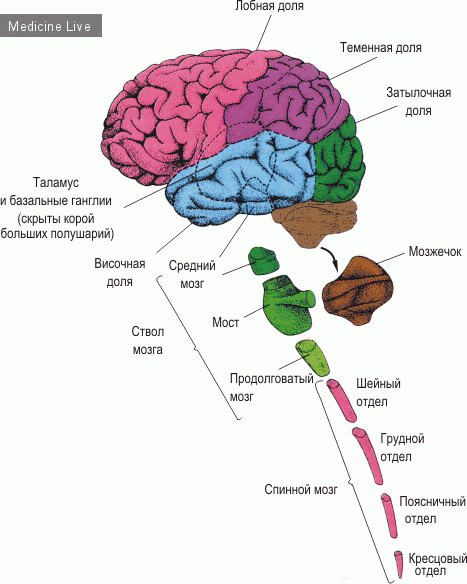 Medicine Live
Лобная доля
Теменная доля
Затылочная
доля
Таламус
и базальные ганглии
(скрыты корой
больших полушарий)
Височная
доля
Средний
мозг
Мозжечок
Мост
Ствол
мозга
Продолговатый
мозг
Шейный
отдел
Грудной
отдел
Спинной мозг
Поясничный
отдел
Кресцовый
отдел